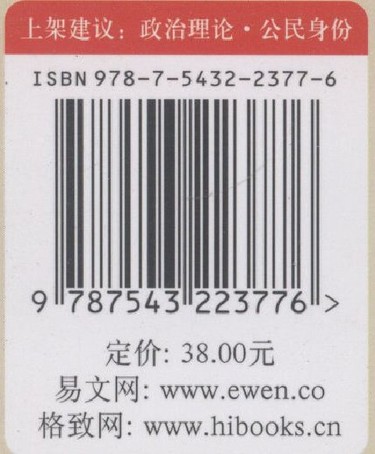 上架建议：政治理论·公民身份
ISBN 978-7-5432-2377-6
9 787543 223776 >
定价: 38.00元
易文网: www.ewen.co
格致网: www.hibooks.cn